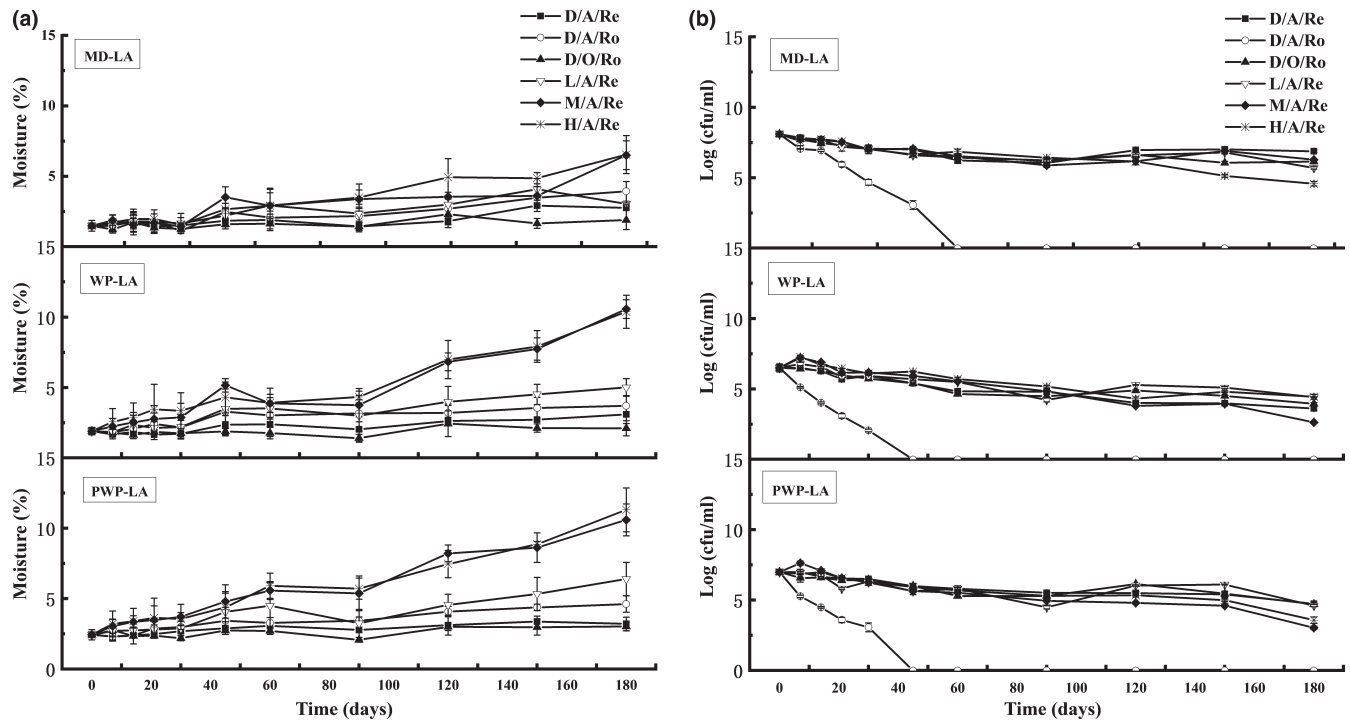 (a)
D/A/Re
D/A/Ro
D/O/Ro
L/A/Re
M/A/Re
H/A/Re
15
10
5
MD-LA
Moisture (%)
15
10
5
WP-LA
Moisture (%)
15
10
5
0
PWP-LA
Moisture (%)
0 20 40 60 80 100 120 140 160 180
Time (days)
(b)
D/A/Re
D/A/Ro
D/O/Ro
L/A/Re
M/A/Re
H/A/Re
15
10
5
MD-LA
Log (cfu/ml)
15
10
5
WP-LA
Log (cfu/ml)
15
10
5
0
PWP-LA
Log (cfu/ml)
0 20 40 60 80 100 120 140 160 180
Time (days)